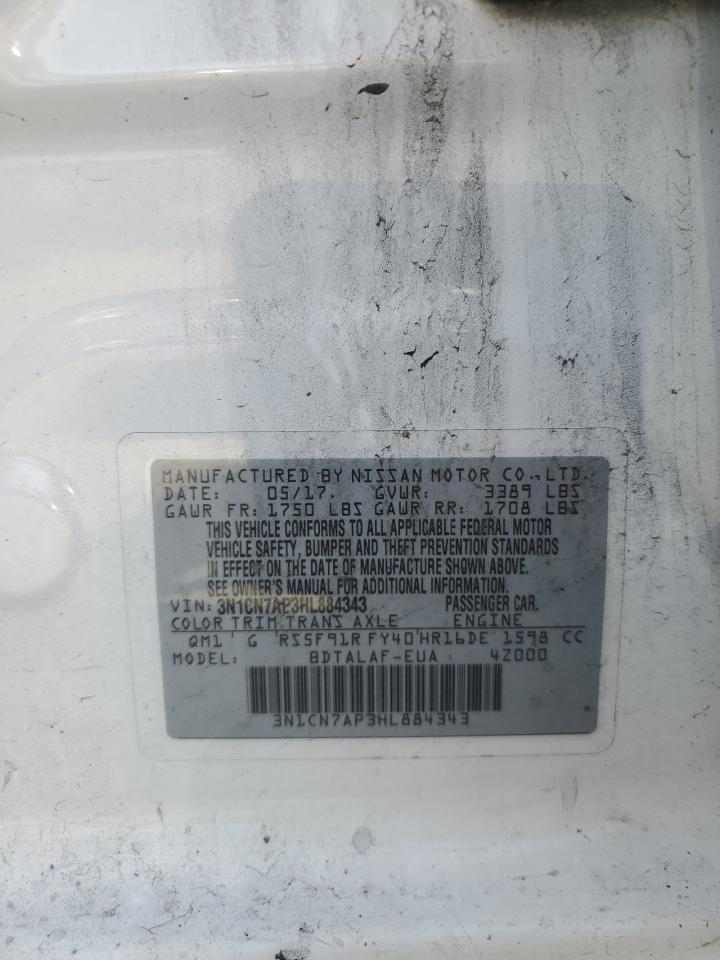 MANUFACTURED BY NISSAN MOTOR CO., LTD.
DATE: 05/17. GVWR: 3389 LBS
GAWR FR: 1750 LBS GAWR RR: 1708 LBS
THIS VEHICLE CONFORMS TO ALL APPLICABLE FEDERAL MOTOR
VEHICLE SAFETY, BUMPER AND THEFT PREVENTION STANDARDS
IN EFFECT ON THE DATE OF MANUFACTURE SHOWN ABOVE.
SEE OWNER'S MANUAL FOR ADDITIONAL INFORMATION.
VIN: 3N1CN7AP3HL884343 PASSENGER CAR
COLOR TRIM TRANS AXLE ENGINE
QM1 G RS5F91R FY40 HR16DE 1598 CC
MODEL: BDTALAF-EUA 4Z000
3N1CN7AP3HL884343